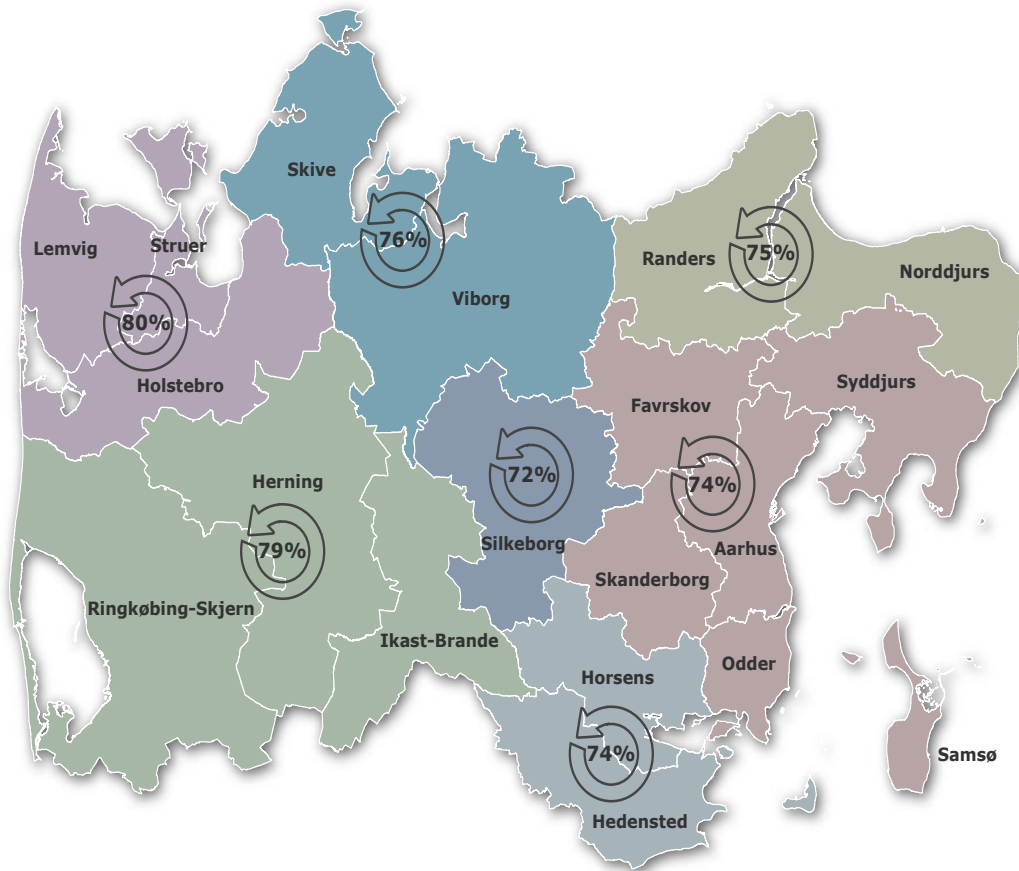 Skive
Lemvig
Struer
76%
Randers
75%
Norddjurs
Viborg
80%
Holstebro
Favrskov
Syddjurs
Herning
72%
74%
Silkeborg
79%
Aarhus
Skanderborg
Ringkøbing-Skjern
Ikast-Brande
Odder
Horsens
74%
Samsø
Hedensted